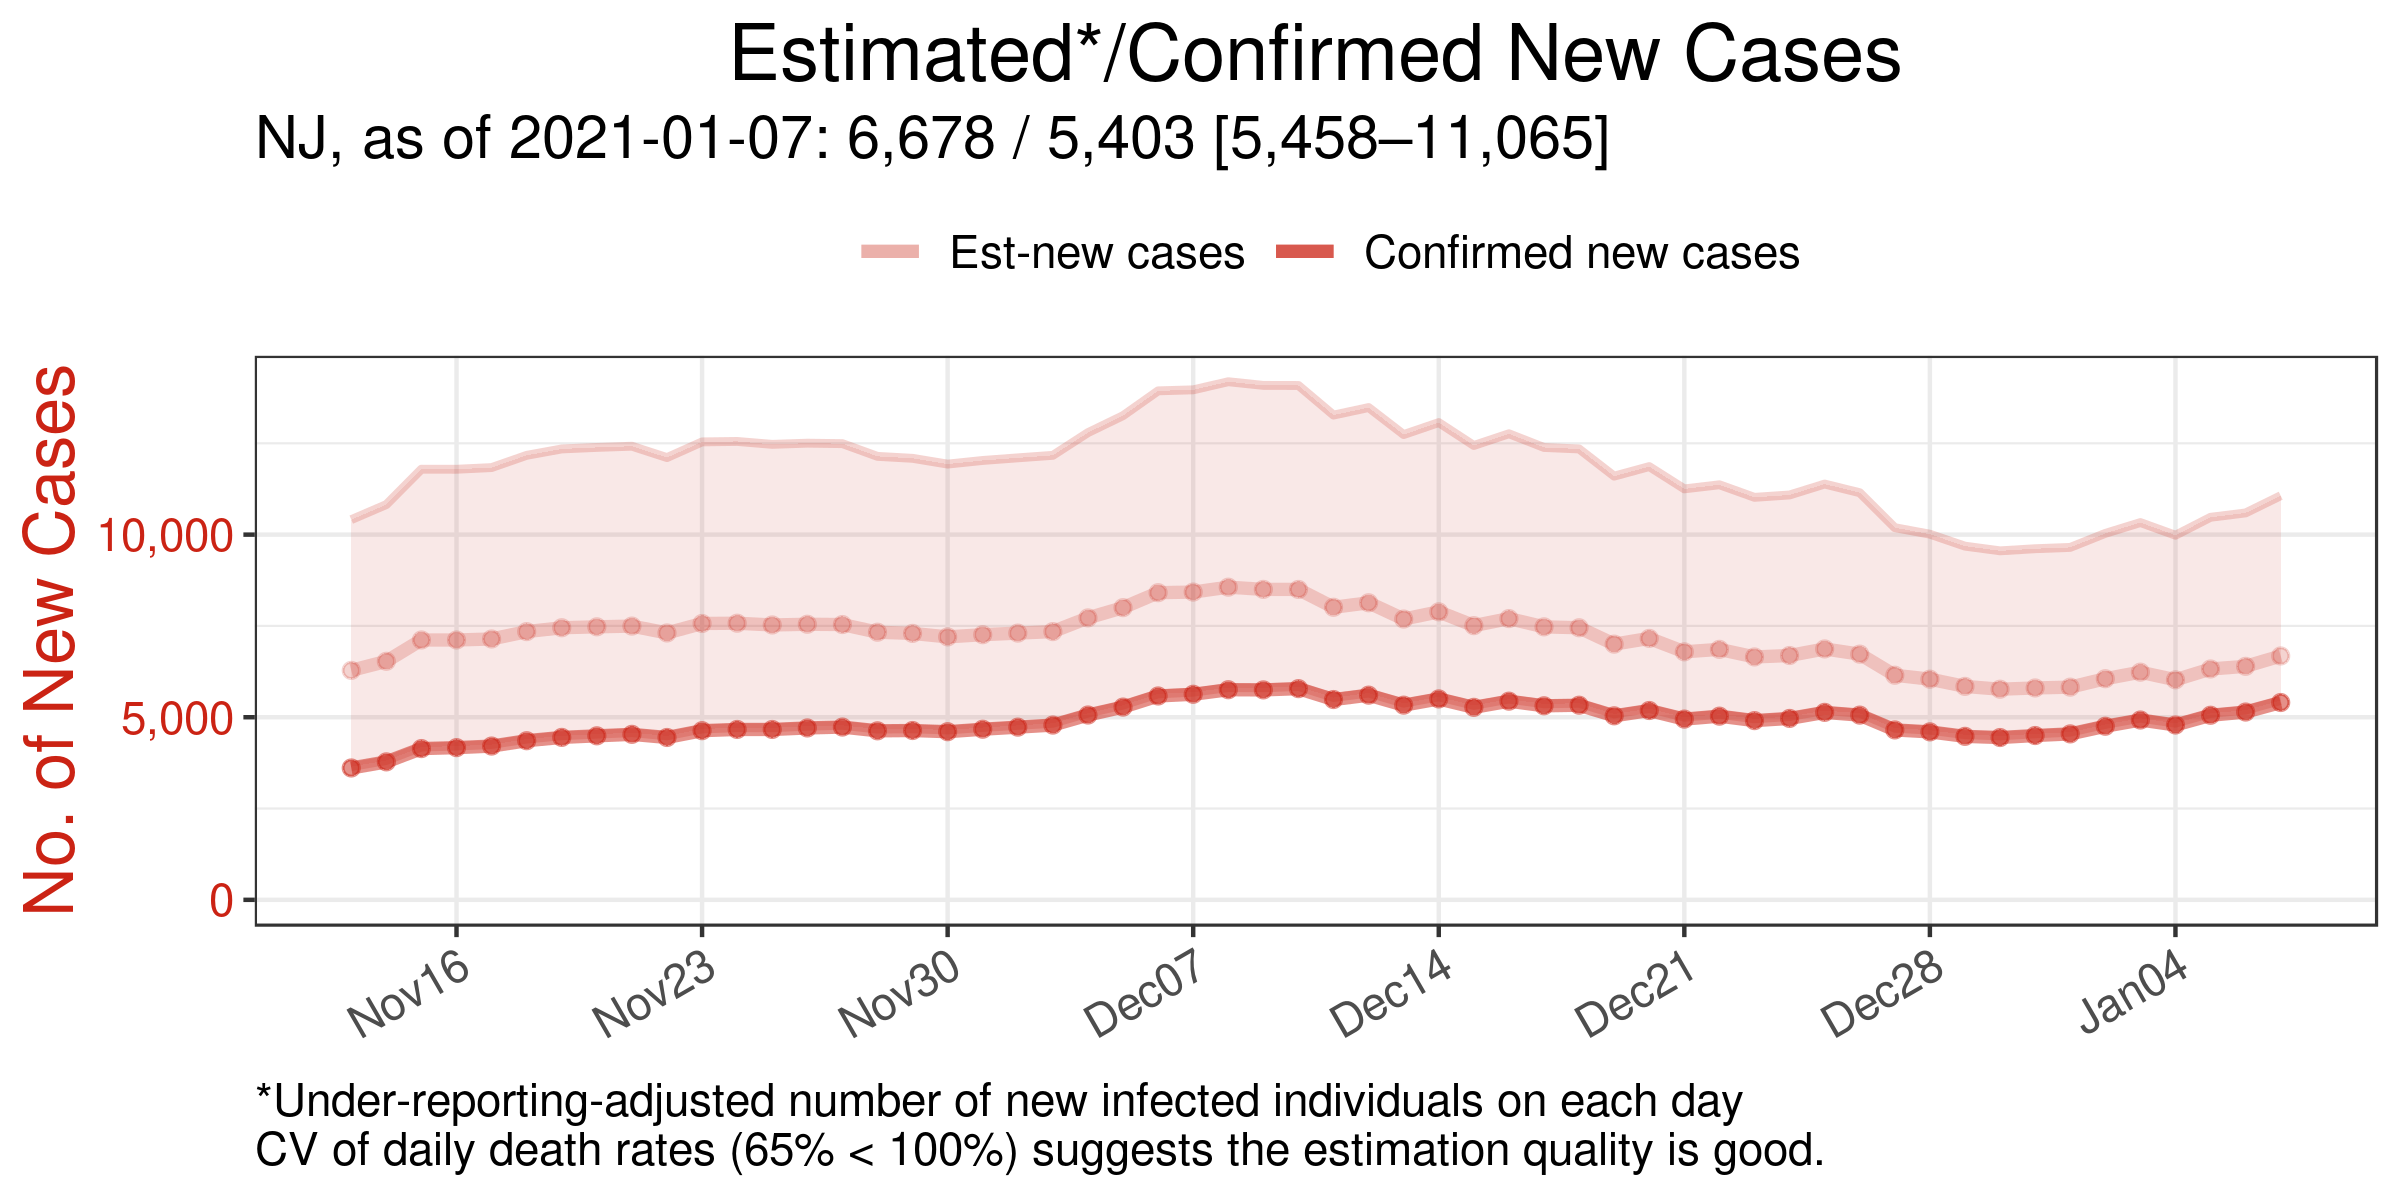 Estimated*/Confirmed New Cases
NJ, as of 2021-01-07: 6,678 / 5,403 [5,458–11,065]
Est-new cases
Confirmed new cases
No. of New Cases
10,000
5,000
0
Nov16
Nov23
Nov30
Dec07
Dec14
Dec21
Dec28
Jan04
*Under-reporting-adjusted number of new infected individuals on each day
CV of daily death rates (65% < 100%) suggests the estimation quality is good.